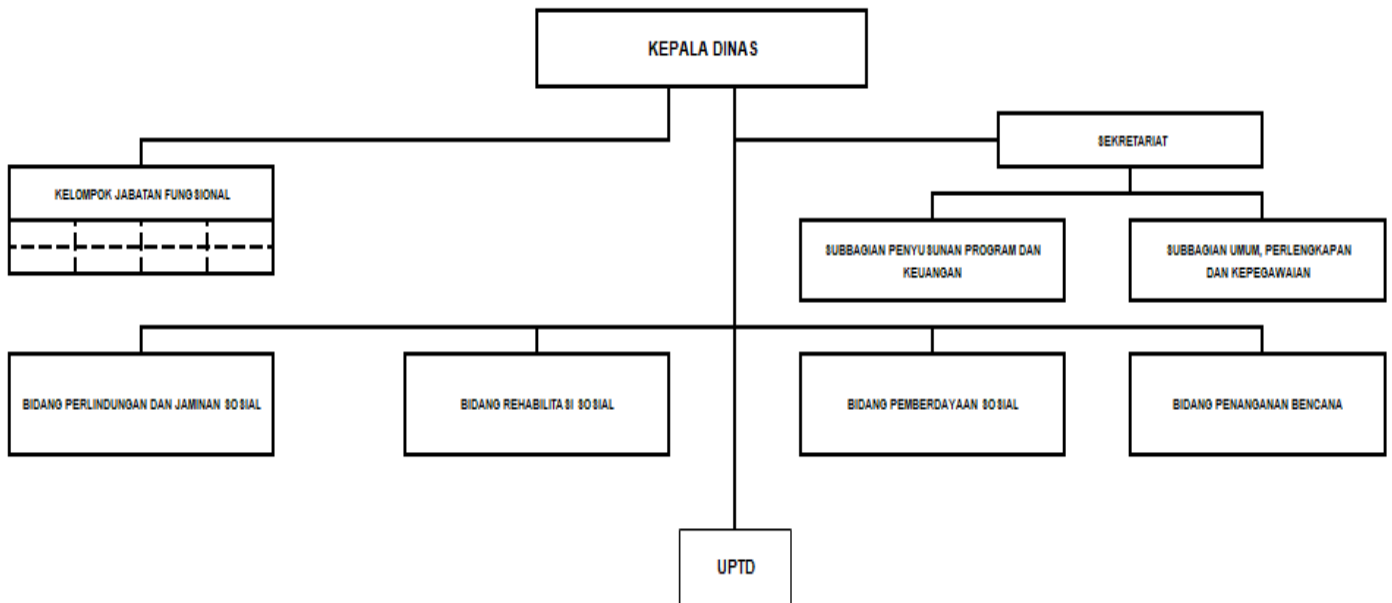 KEPALA DINAS
SEKRETARIAT
KELOMPOK JABATAN FUNGSIONAL
SUBBAGIAN PENYUSUNAN PROGRAM DAN
KEUANGAN
SUBBAGIAN UMUM, PERLENGKAPAN
DAN KEPEGAWAIAN
BIDANG PERLINDUNGAN DAN JAMINAN SOSIAL
BIDANG REHABILITASI SOSIAL
BIDANG PEMBERDAYAAN SOSIAL
BIDANG PENANGANAN BENCANA
UPTD